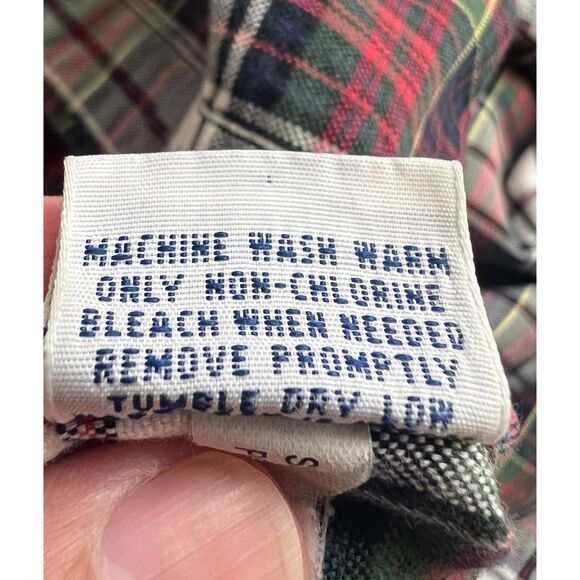 MACHINE WASH WARM
ONLY NON-CHLORINE
BLEACH WHEN NEEDED
REMOVE PROMPTLY
TUMBLE DRY LOW
S